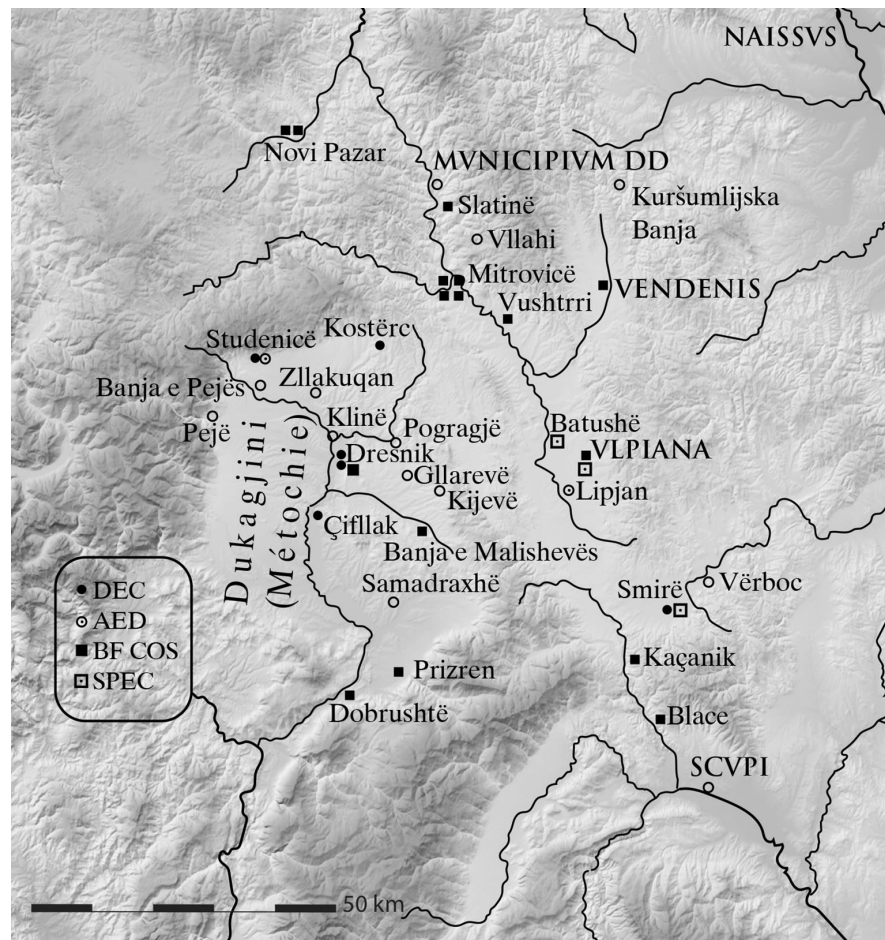 NAISSVS
Novi Pazar
MVNICIPIVM DD
Slatinë
Kuršumlijska
Banja
Vllahi
Mitrovicë
VENDENIS
Vushtrri
Kostërc
Studenicë
Zllakuqan
Banja e Pejës
Pejë
Klinë
Pogragjë
Batushë
VLPIANA
Dresnik
Gllarevë
Kijevë
Lipjan
Dukagjini
(Métochie)
Çifllak
Banja e Malishevës
Samadraxhë
Smirë
Vërboc
DEC
AED
BF COS
SPEC
Kaçanik
Prizren
Dobrushtë
Blace
SCVPI
50 km